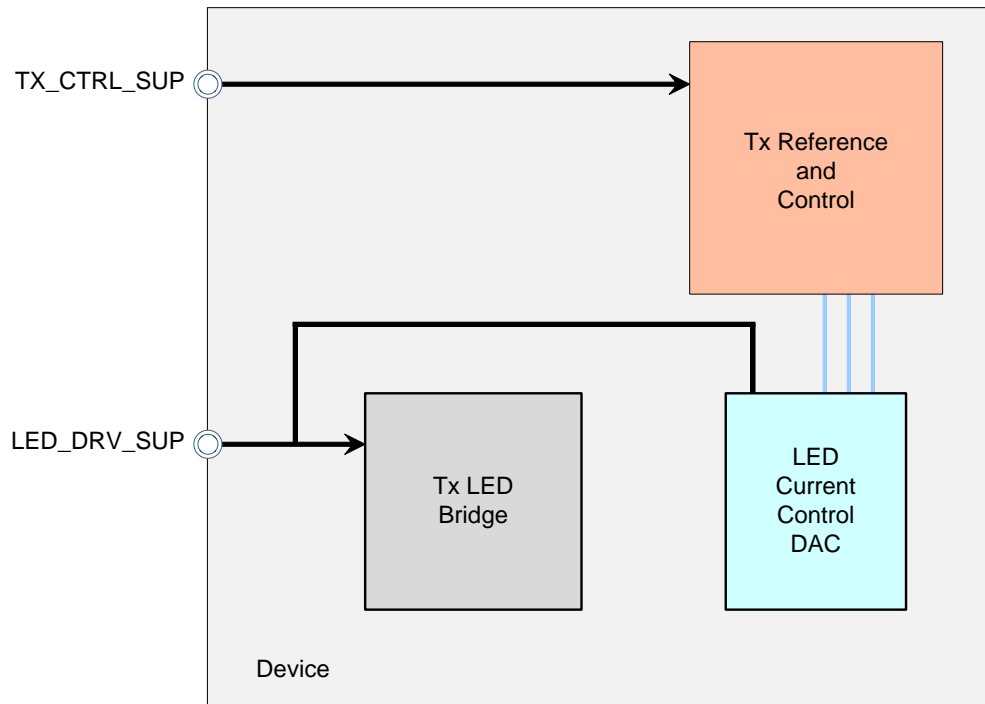 TX_CTRL_SUP
Tx Reference
and
Control
LED_DRV_SUP
Tx LED
Bridge
LED
Current
Control
DAC
Device